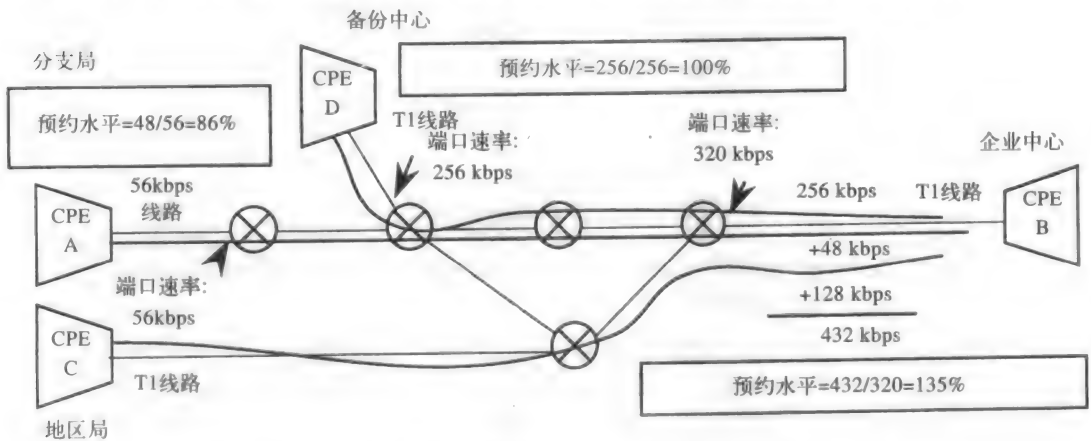 备份中心
分支局
CPE
D
预约水平=256/256=100%
预约水平=48/56=86%
T1线路
端口速率:
256 kbps
端口速率:
320 kbps
企业中心
56kbps
线路
256 kbps
T1线路
CPE
A
CPE
B
+48 kbps
端口速率:
56kbps
+128 kbps
432 kbps
CPE
C
T1线路
预约水平=432/320=135%
地区局